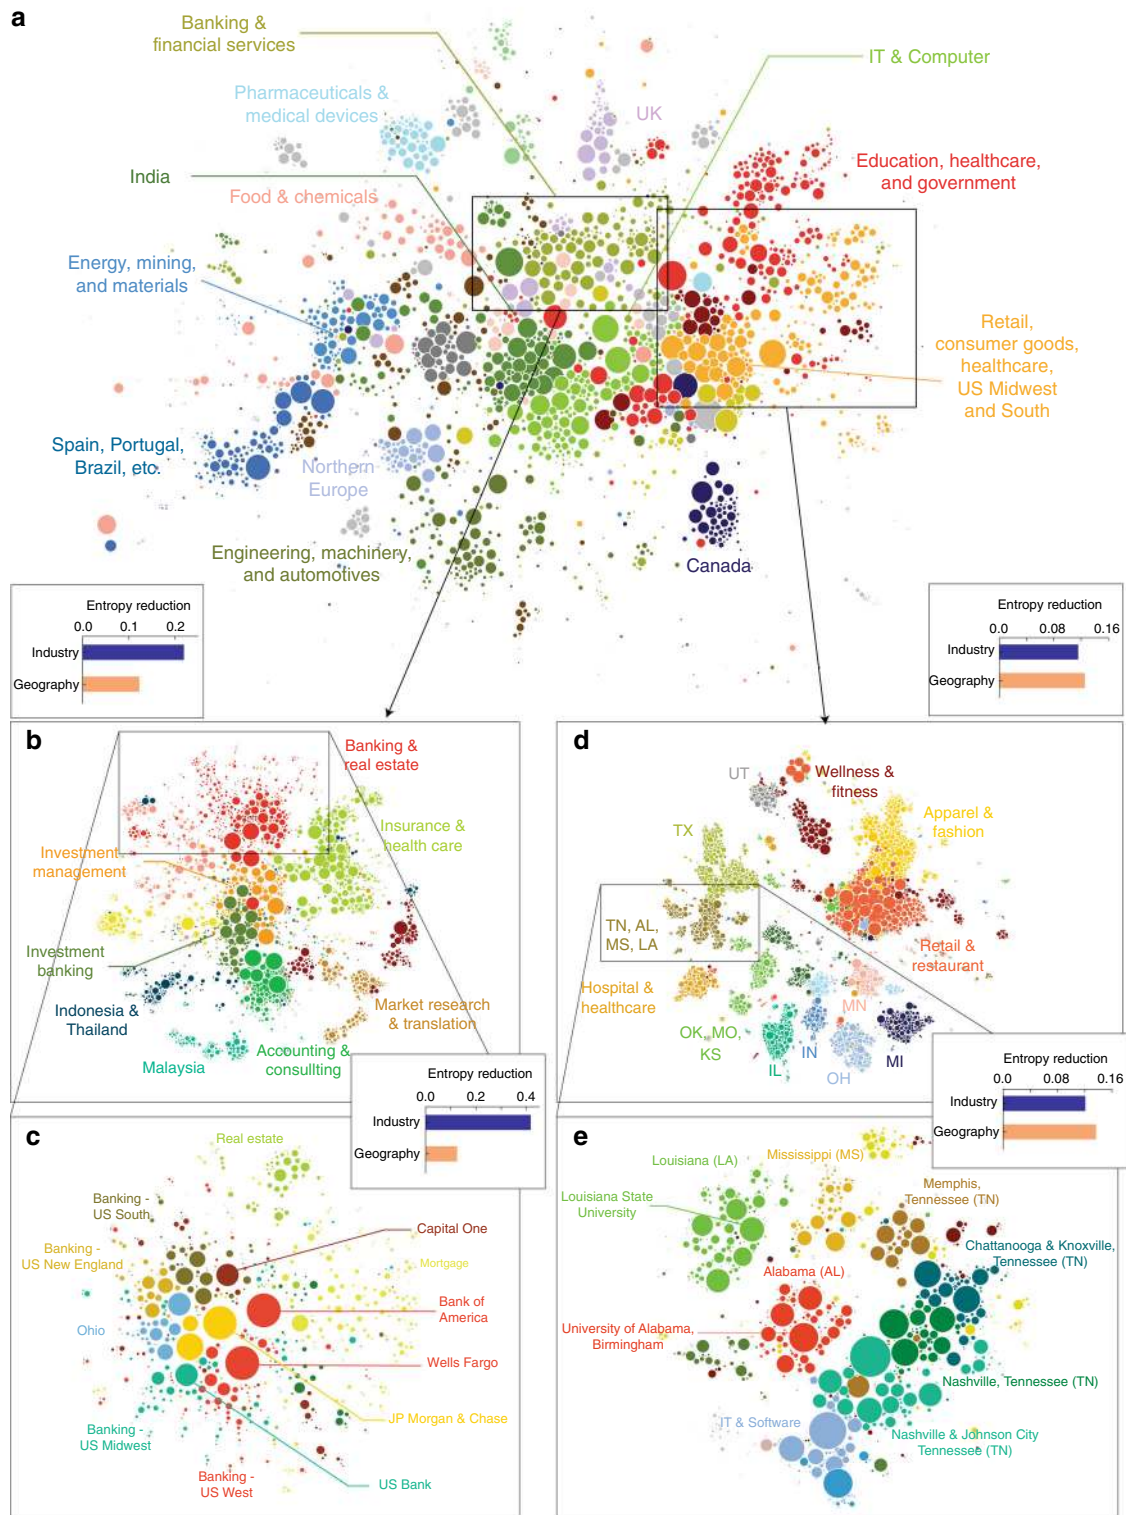 a
Banking &
financial services
IT & Computer
Pharmaceuticals &
medical devices
UK
India
Food & chemicals
Education, healthcare,
and government
Energy, mining,
and materials
Retail,
consumer goods,
healthcare,
US Midwest
and South
Spain, Portugal,
Brazil, etc.
Northern
Europe
Engineering, machinery,
and automotives
Canada
Entropy reduction
0.0 0.1 0.2
Industry
Geography
Entropy reduction
0.0 0.08 0.16
Industry
Geography
b
Banking &
real estate
Insurance &
health care
Investment
management
Investment
banking
Indonesia &
Thailand
Market research
& translation
Malaysia
Accounting &
consullting
Entropy reduction
0.0 0.2 0.4
Industry
Geography
d
UT
Wellness &
fitness
Apparel &
fashion
TX
TN, AL,
MS, LA
Retail &
restaurant
Hospital &
healthcare
MN
OK, MO,
KS
IL
IN
OH
MI
Entropy reduction
0.0 0.08 0.16
Industry
Geography
c
Real estate
Banking -
US South
Capital One
Banking -
US New England
Mortgage
Bank of
America
Ohio
Wells Fargo
JP Morgan & Chase
Banking -
US Midwest
Banking -
US West
US Bank
e
Louisiana (LA)
Mississippi (MS)
Louisiana State
University
Memphis,
Tennessee (TN)
Chattanooga & Knoxville,
Tennessee (TN)
Alabama (AL)
University of Alabama,
Birmingham
Nashville, Tennessee (TN)
IT & Software
Nashville & Johnson City
Tennessee (TN)